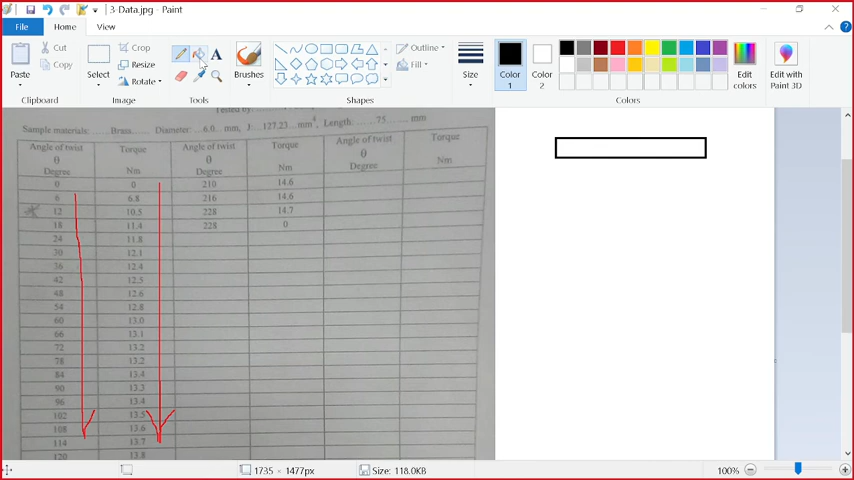 3-Data.jpg - Paint
File Home View
Paste Cut Copy
Clipboard
Select Crop Resize Rotate
Image
Tools
Brushes
Shapes
Outline
Fill
Size
Color 1
Color 2
Colors
Edit colors
Edit with Paint 3D
Sample materials: Brass Diameter: 6.0 mm, J: 127.23 mm⁴, Length: 75 mm
Angle of twist Torque Angle of twist Torque Angle of twist Torque
θ θ θ
Degree Nm Degree Nm Degree Nm
0 0 210 14.6
6 6.8 216 14.6
12 10.5 228 14.7
18 11.4 228 0
24 11.8
30 12.1
36 12.4
42 12.5
48 12.6
54 12.8
60 13.0
66 13.1
72 13.2
78 13.2
84 13.4
90 13.3
96 13.4
102 13.5
108 13.6
114 13.7
120 13.8
1735 × 1477px Size: 118.0KB 100%